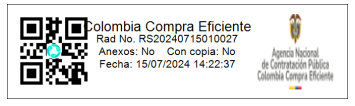 Colombia Compra Eficiente
Rad No. RS20240715010027
Anexos: No Con copia: No
Fecha: 15/07/2024 14:22:37
Agencia Nacional
de Contratación Pública
Colombia Compra Eficiente